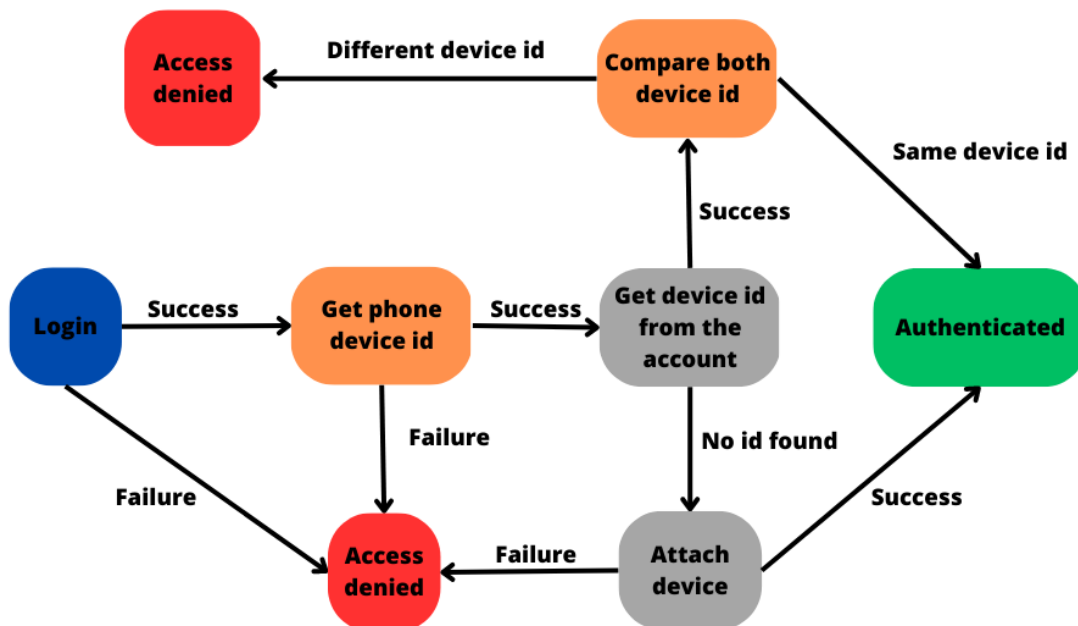 Access
denied
Different device id
Compare both
device id
Same device id
Success
Login
Success
Get phone
device id
Success
Get device id
from the
account
Authenticated
Failure
Failure
No id found
Success
Access
denied
Failure
Attach
device